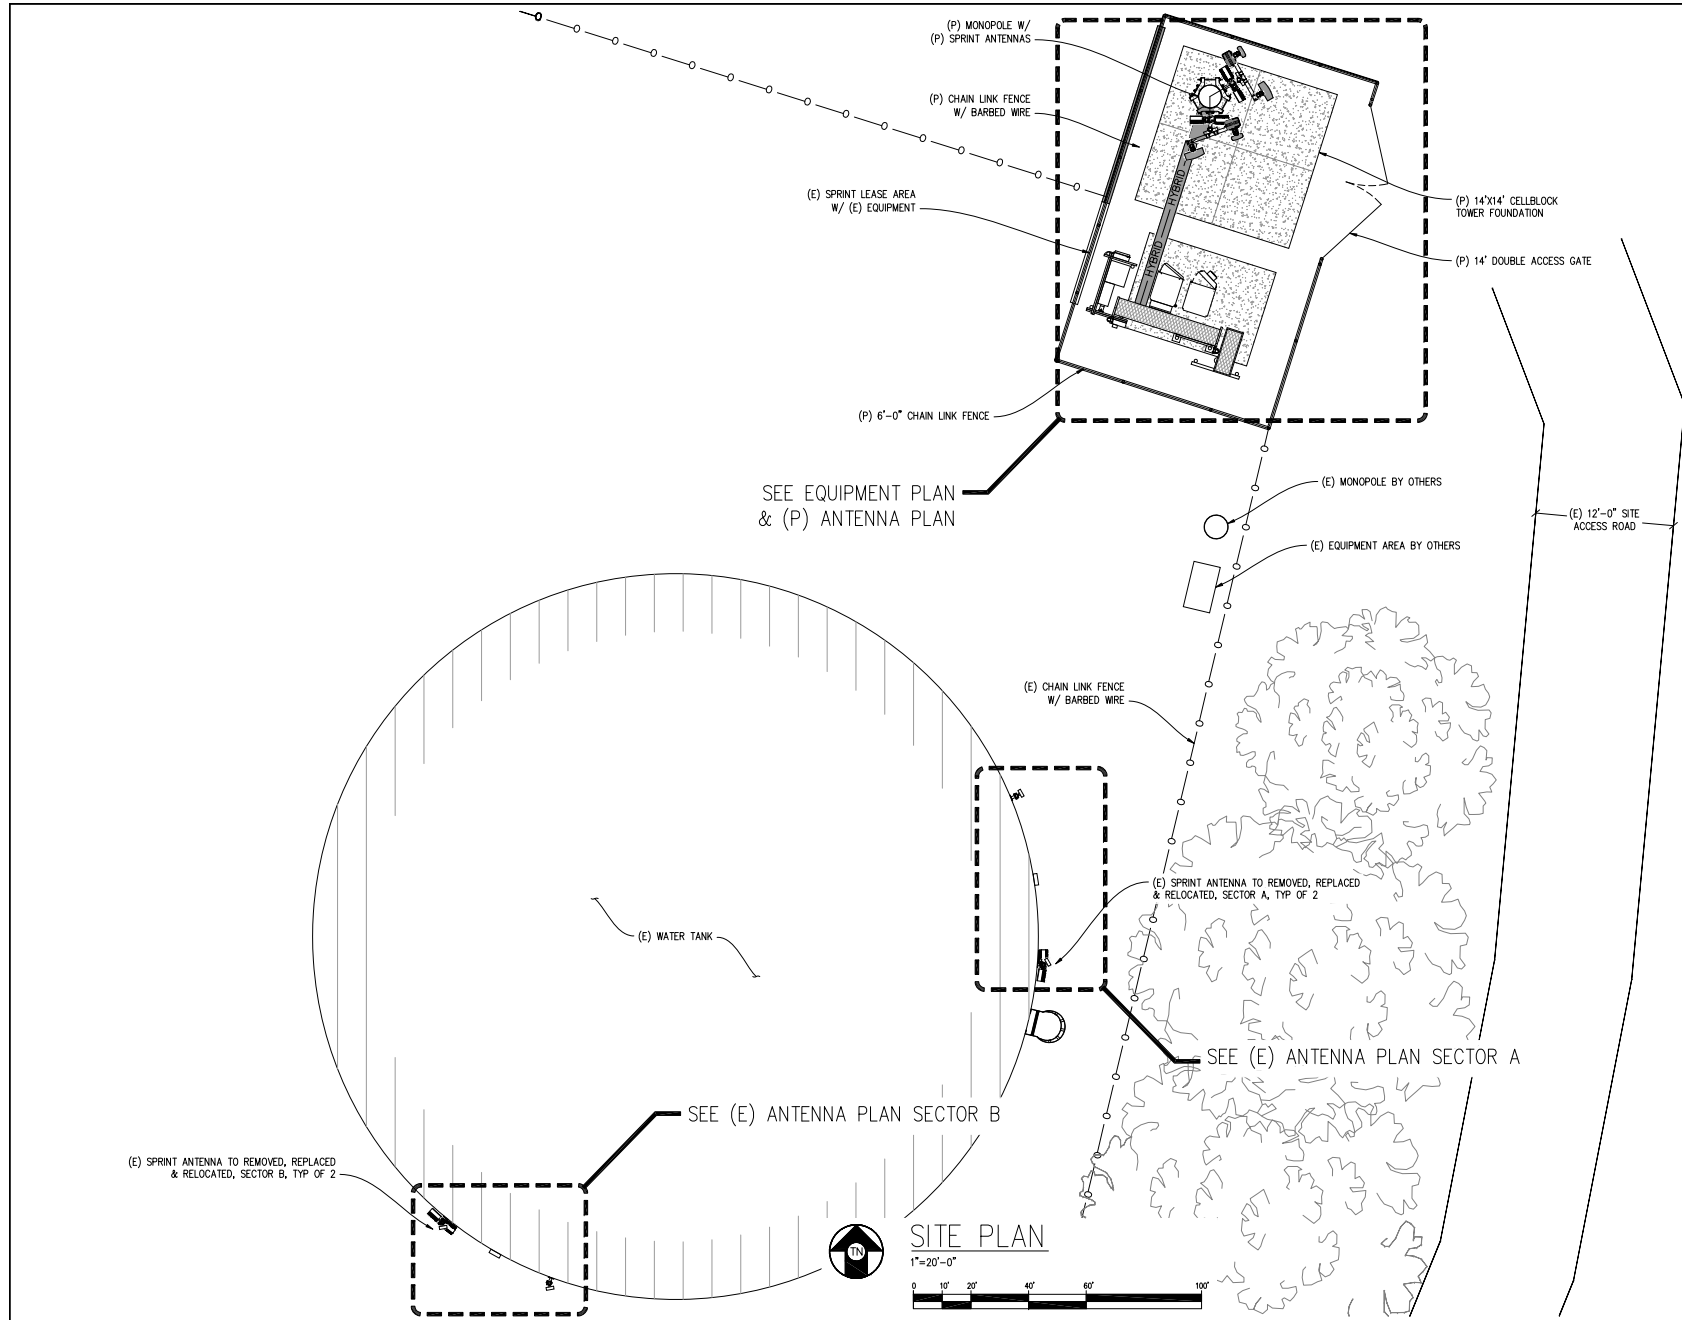 (P) MONOPOLE W/
(P) SPRINT ANTENNAS
(P) CHAIN LINK FENCE
W/ BARBED WIRE
(E) SPRINT LEASE AREA
W/ (E) EQUIPMENT
HYBRID
HYBRID
(P) 14'X14' CELLBLOCK
TOWER FOUNDATION
(P) 14' DOUBLE ACCESS GATE
(P) 6'-0" CHAIN LINK FENCE
SEE EQUIPMENT PLAN
& (P) ANTENNA PLAN
(E) MONOPOLE BY OTHERS
(E) 12'-0" SITE
ACCESS ROAD
(E) EQUIPMENT AREA BY OTHERS
(E) CHAIN LINK FENCE
W/ BARBED WIRE
(E) SPRINT ANTENNA TO REMOVED, REPLACED
& RELOCATED, SECTOR A, TYP OF 2
(E) WATER TANK
SEE (E) ANTENNA PLAN SECTOR A
SEE (E) ANTENNA PLAN SECTOR B
(E) SPRINT ANTENNA TO REMOVED, REPLACED
& RELOCATED, SECTOR B, TYP OF 2
TN
SITE PLAN
1"=20'-0"
0 10' 20' 40' 60' 100'